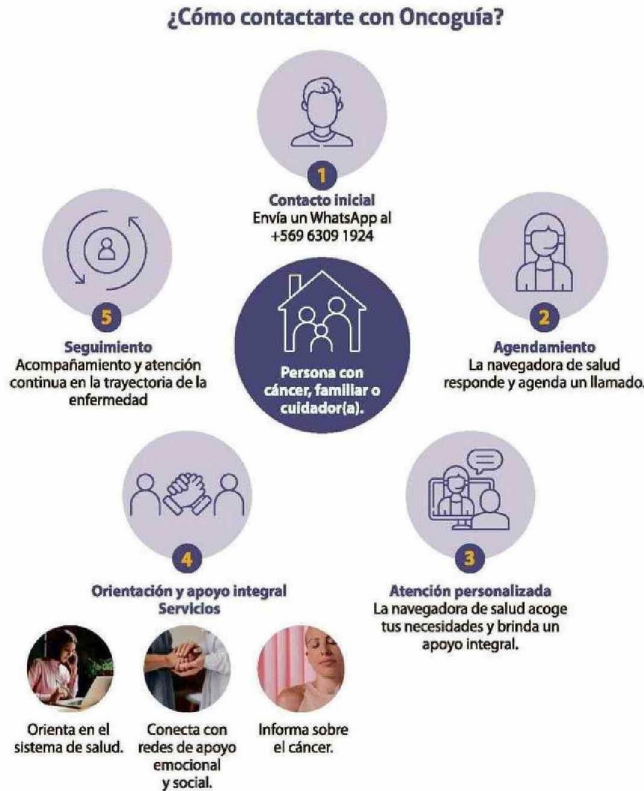 ¿Cómo contactarte con Oncoguía?
1
Contacto inicial
Envía un WhatsApp al
+569 6309 1924
2
Agendamiento
La navegadora de salud
responde y agenda un llamado.
3
Atención personalizada
La navegadora de salud acoge
tus necesidades y brinda un
apoyo integral.
4
Orientación y apoyo integral
Servicios
Orienta en el
sistema de salud.
Conecta con
redes de apoyo
emocional
y social.
Informa sobre
el cáncer.
5
Seguimiento
Acompañamiento y atención
continua en la trayectoria de la
enfermedad
Persona con
cáncer, familiar o
cuidador(a).